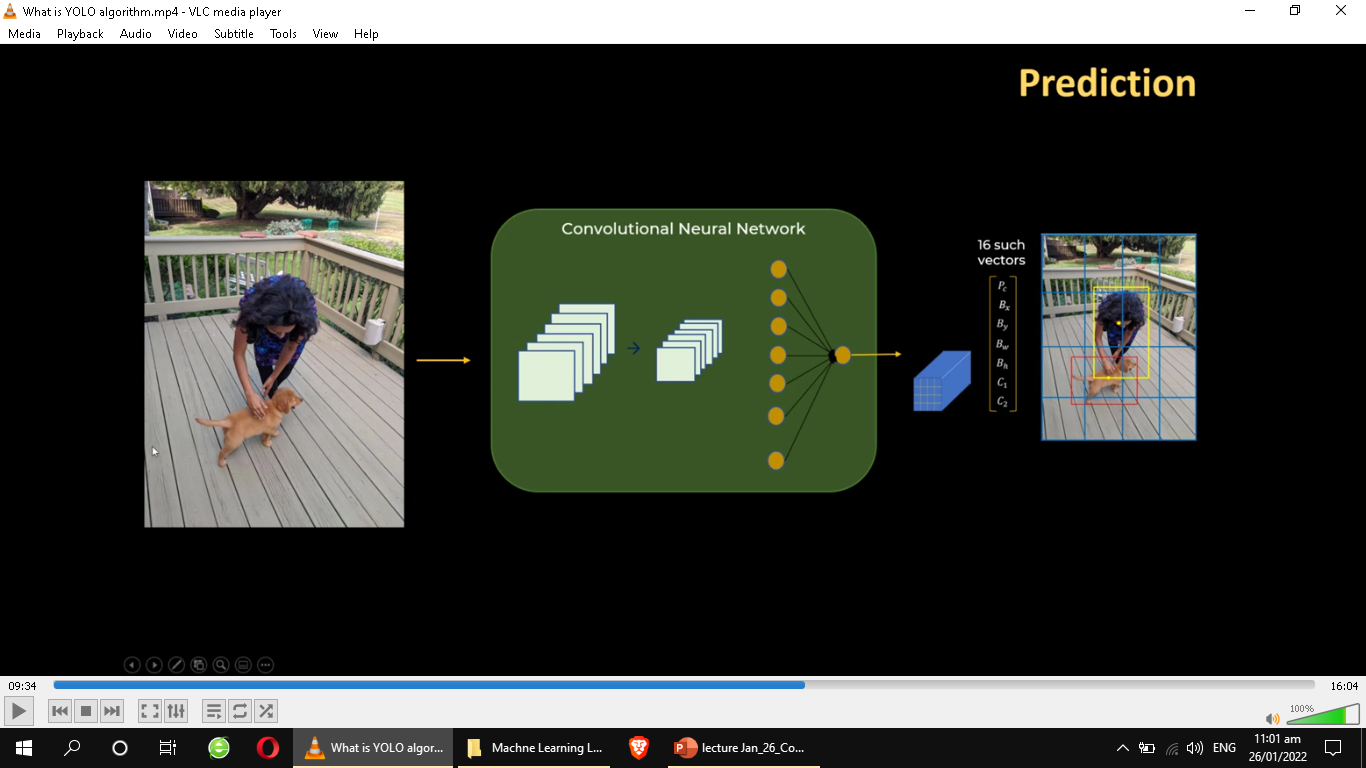 What is YOLO algorithm.mp4 - VLC media player
Media Playback Audio Video Subtitle Tools View Help
Prediction
Convolutional Neural Network
16 such
vectors
Pc
Bx
By
Bw
Bh
C1
C2
09:34
16:04
100%
What is YOLO algor...
Machne Learning L...
lecture Jan_26_Co...
ENG
11:01 am
26/01/2022